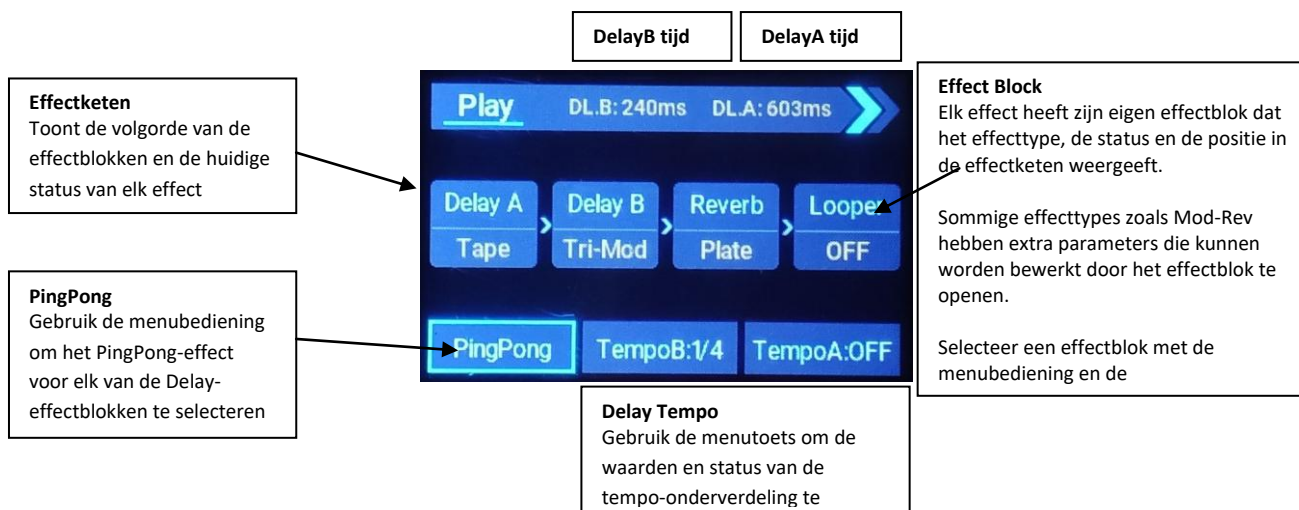 DelayB tijd
DelayA tijd
Effectketen
Toont de volgorde van de
effectblokken en de huidige
status van elk effect
PingPong
Gebruik de menubediening
om het PingPong-effect
voor elk van de Delay-
effectblokken te selecteren
Play DL.B: 240ms DL.A: 603ms
Delay A Delay B Reverb Looper
Tape Tri-Mod Plate OFF
PingPong TempoB:1/4 TempoA:OFF
Effect Block
Elk effect heeft zijn eigen effectblok dat
het effecttype, de status en de positie in
de effectketen weergeeft.
Sommige effecttypes zoals Mod-Rev
hebben extra parameters die kunnen
worden bewerkt door het effectblok te
openen.
Selecteer een effectblok met de
menubediening en de
Delay Tempo
Gebruik de menutoets om de
waarden en status van de
tempo-onderverdeling te